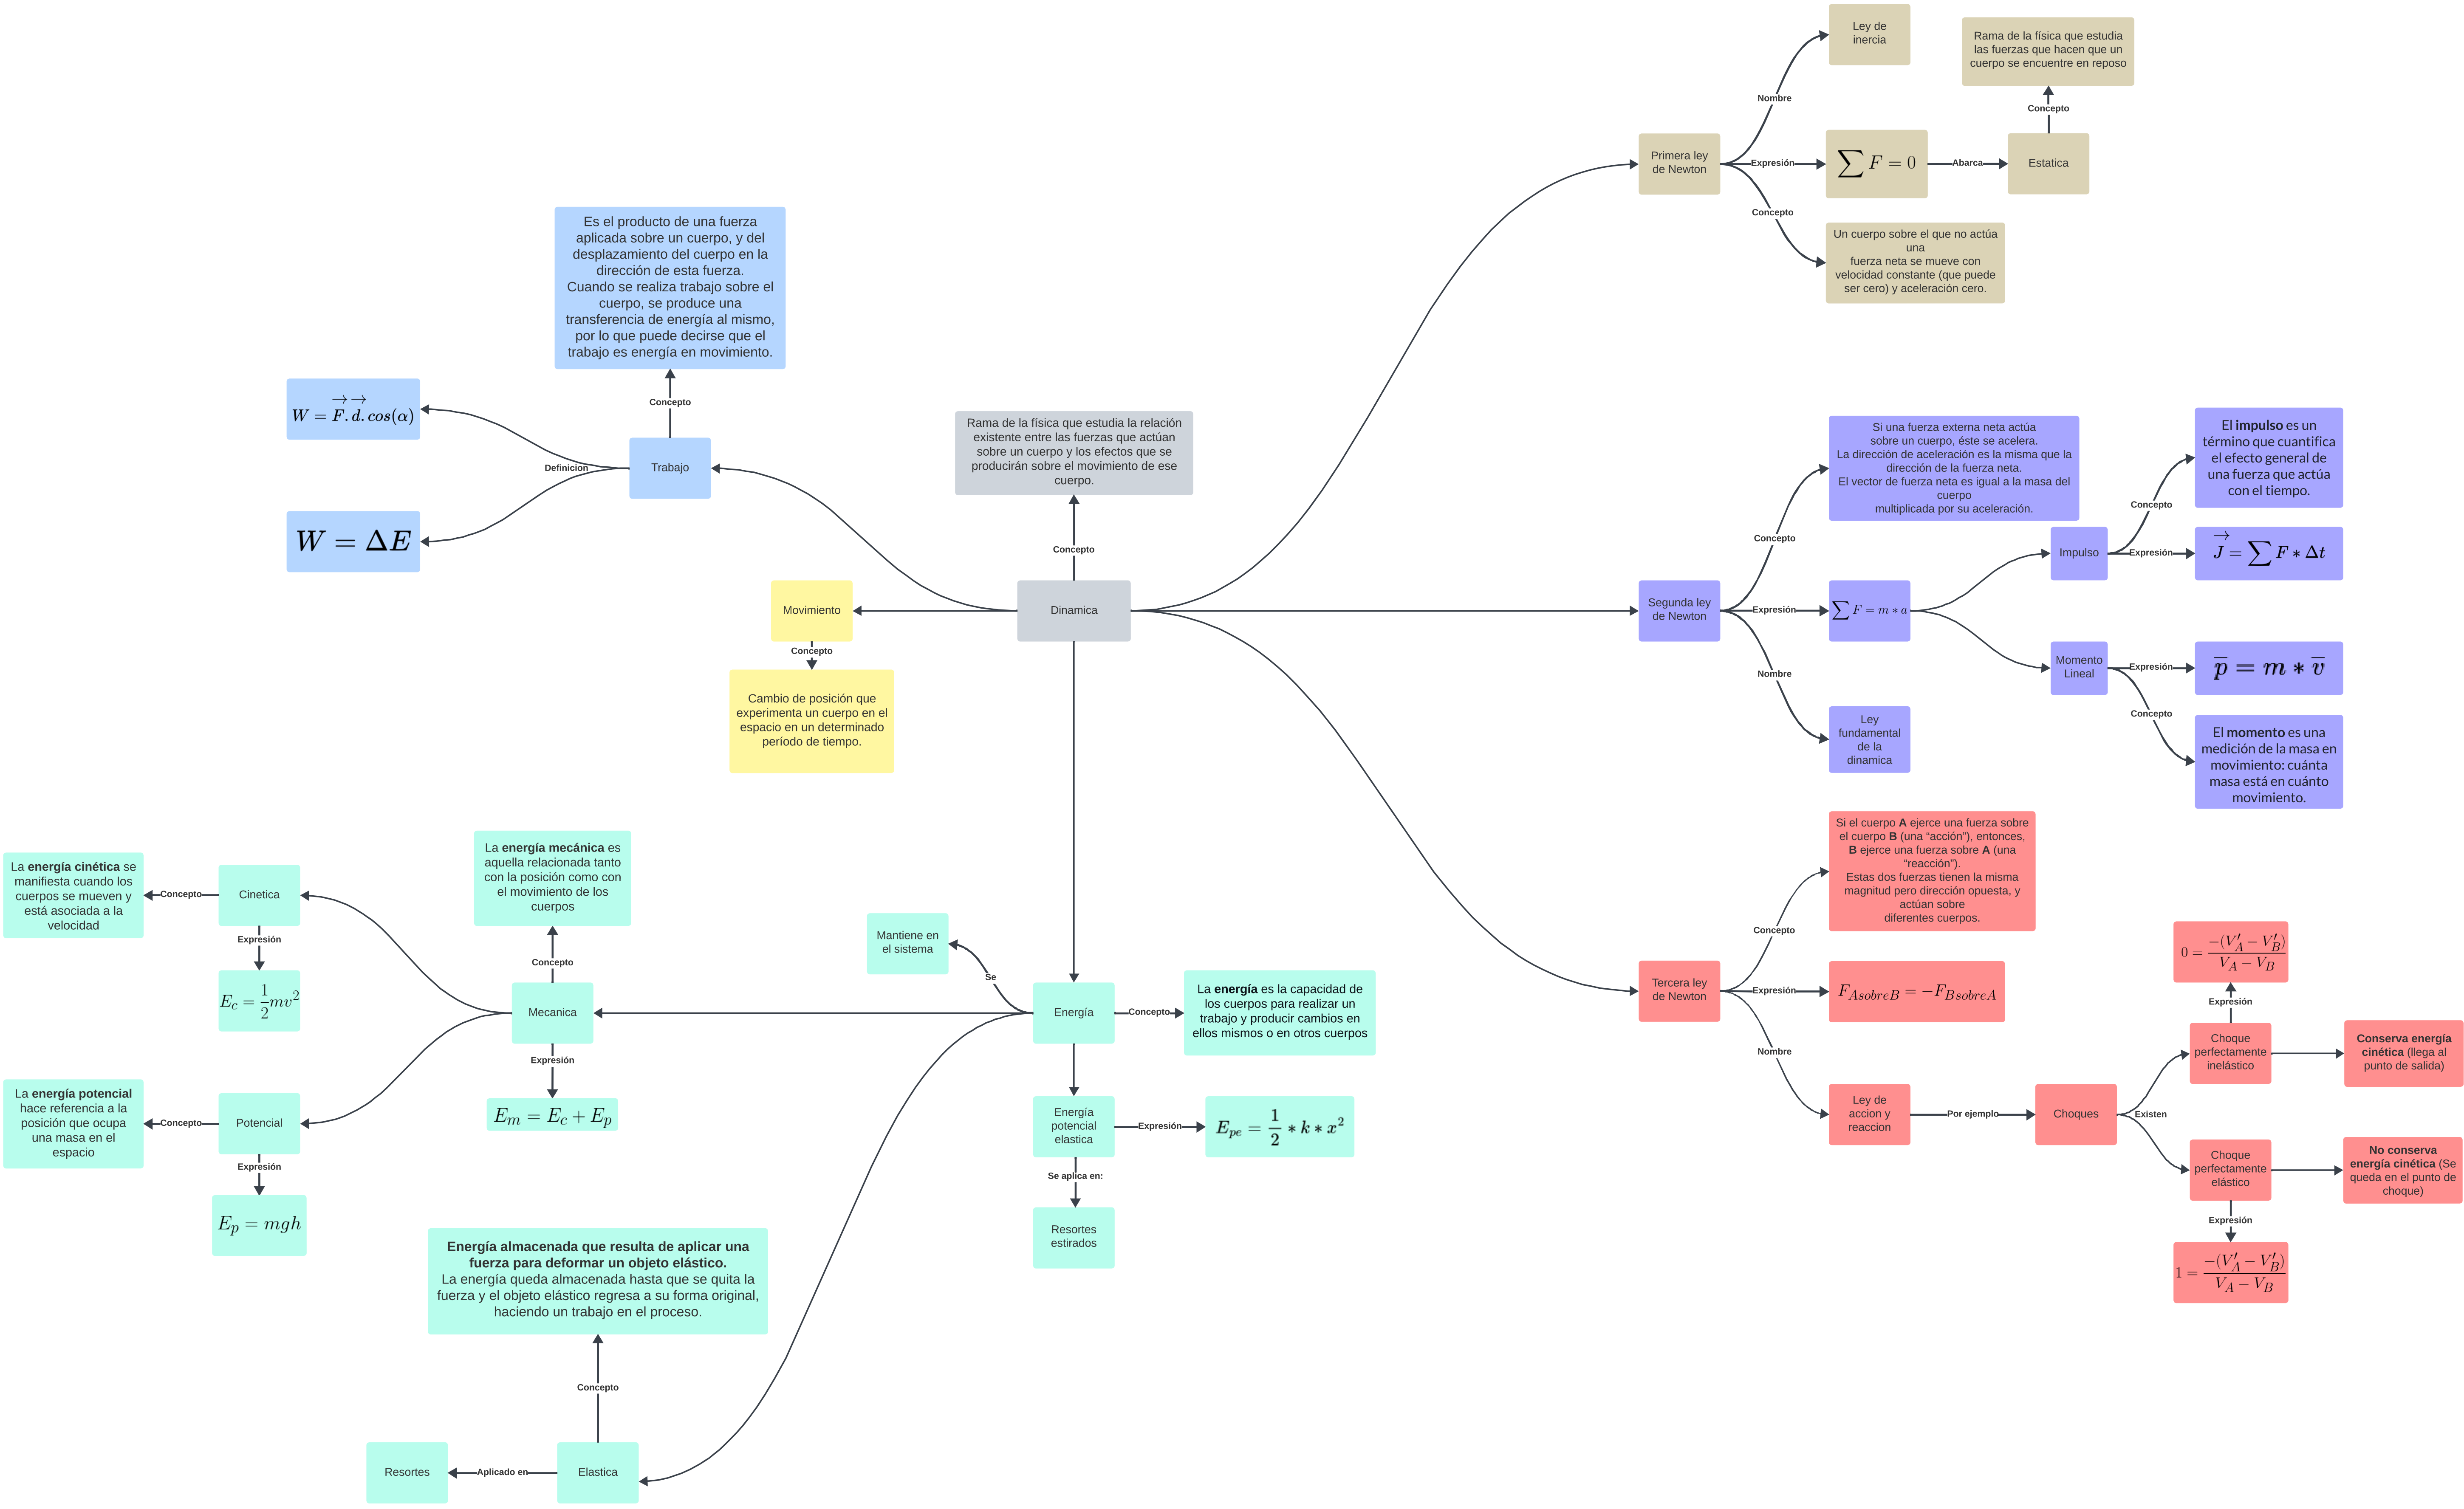 Ley de
inercia
Rama de la física que estudia
las fuerzas que hacen que un
cuerpo se encuentre en reposo
Nombre
Concepto
Primera ley
de Newton
Expresión
∑ F = 0
Abarca
Estatica
Concepto
Un cuerpo sobre el que no actúa
una
fuerza neta se mueve con
velocidad constante (que puede
ser cero) y aceleración cero.
Es el producto de una fuerza
aplicada sobre un cuerpo, y del
desplazamiento del cuerpo en la
dirección de esta fuerza.
Cuando se realiza trabajo sobre el
cuerpo, se produce una
transferencia de energía al mismo,
por lo que puede decirse que el
trabajo es energía en movimiento.
Concepto
W = F⃗. d⃗. cos(α)
Definicion
Trabajo
W = ΔE
Rama de la física que estudia la relación
existente entre las fuerzas que actúan
sobre un cuerpo y los efectos que se
producirán sobre el movimiento de ese
cuerpo.
Concepto
Movimiento
Dinamica
Concepto
Cambio de posición que
experimenta un cuerpo en el
espacio en un determinado
período de tiempo.
Si una fuerza externa neta actúa
sobre un cuerpo, éste se acelera.
La dirección de aceleración es la misma que la
dirección de la fuerza neta.
El vector de fuerza neta es igual a la masa del
cuerpo
multiplicada por su aceleración.
Concepto
Segunda ley
de Newton
Expresión
∑ F = m ∗ a
Nombre
Ley
fundamental
de la
dinamica
El impulso es un
término que cuantifica
el efecto general de
una fuerza que actúa
con el tiempo.
Concepto
Impulso
Expresión
J⃗ = ∑ F ∗ Δt
Momento
Lineal
Expresión
p̅ = m ∗ v̅
Concepto
El momento es una
medición de la masa en
movimiento: cuánta
masa está en cuánto
movimiento.
Si el cuerpo A ejerce una fuerza sobre
el cuerpo B (una “acción”), entonces,
B ejerce una fuerza sobre A (una
“reacción”).
Estas dos fuerzas tienen la misma
magnitud pero dirección opuesta, y
actúan sobre
diferentes cuerpos.
Concepto
Tercera ley
de Newton
Expresión
F_AsobreB = −F_BsobreA
Nombre
Ley de
accion y
reaccion
Por ejemplo
Choques
Existen
0 = −(V′_A − V′_B) / (V_A − V_B)
Expresión
Choque
perfectamente
inelástico
Conserva energía
cinética (llega al
punto de salida)
Choque
perfectamente
elástico
No conserva
energía cinética (Se
queda en el punto de
choque)
Expresión
1 = −(V′_A − V′_B) / (V_A − V_B)
La energía cinética se
manifiesta cuando los
cuerpos se mueven y
está asociada a la
velocidad
Concepto
Cinetica
Expresión
E_c = 1/2 mv²
La energía mecánica es
aquella relacionada tanto
con la posición como con
el movimiento de los
cuerpos
Concepto
Mecanica
Expresión
E_m = E_c + E_p
Mantiene en
el sistema
Se
Energía
Concepto
La energía es la capacidad de
los cuerpos para realizar un
trabajo y producir cambios en
ellos mismos o en otros cuerpos
La energía potencial
hace referencia a la
posición que ocupa
una masa en el
espacio
Concepto
Potencial
Expresión
E_p = mgh
Energía
potencial
elastica
Expresión
E_pe = 1/2 ∗ k ∗ x²
Se aplica en:
Resortes
estirados
Energía almacenada que resulta de aplicar una
fuerza para deformar un objeto elástico.
La energía queda almacenada hasta que se quita la
fuerza y el objeto elástico regresa a su forma original,
haciendo un trabajo en el proceso.
Concepto
Resortes
Aplicado en
Elastica